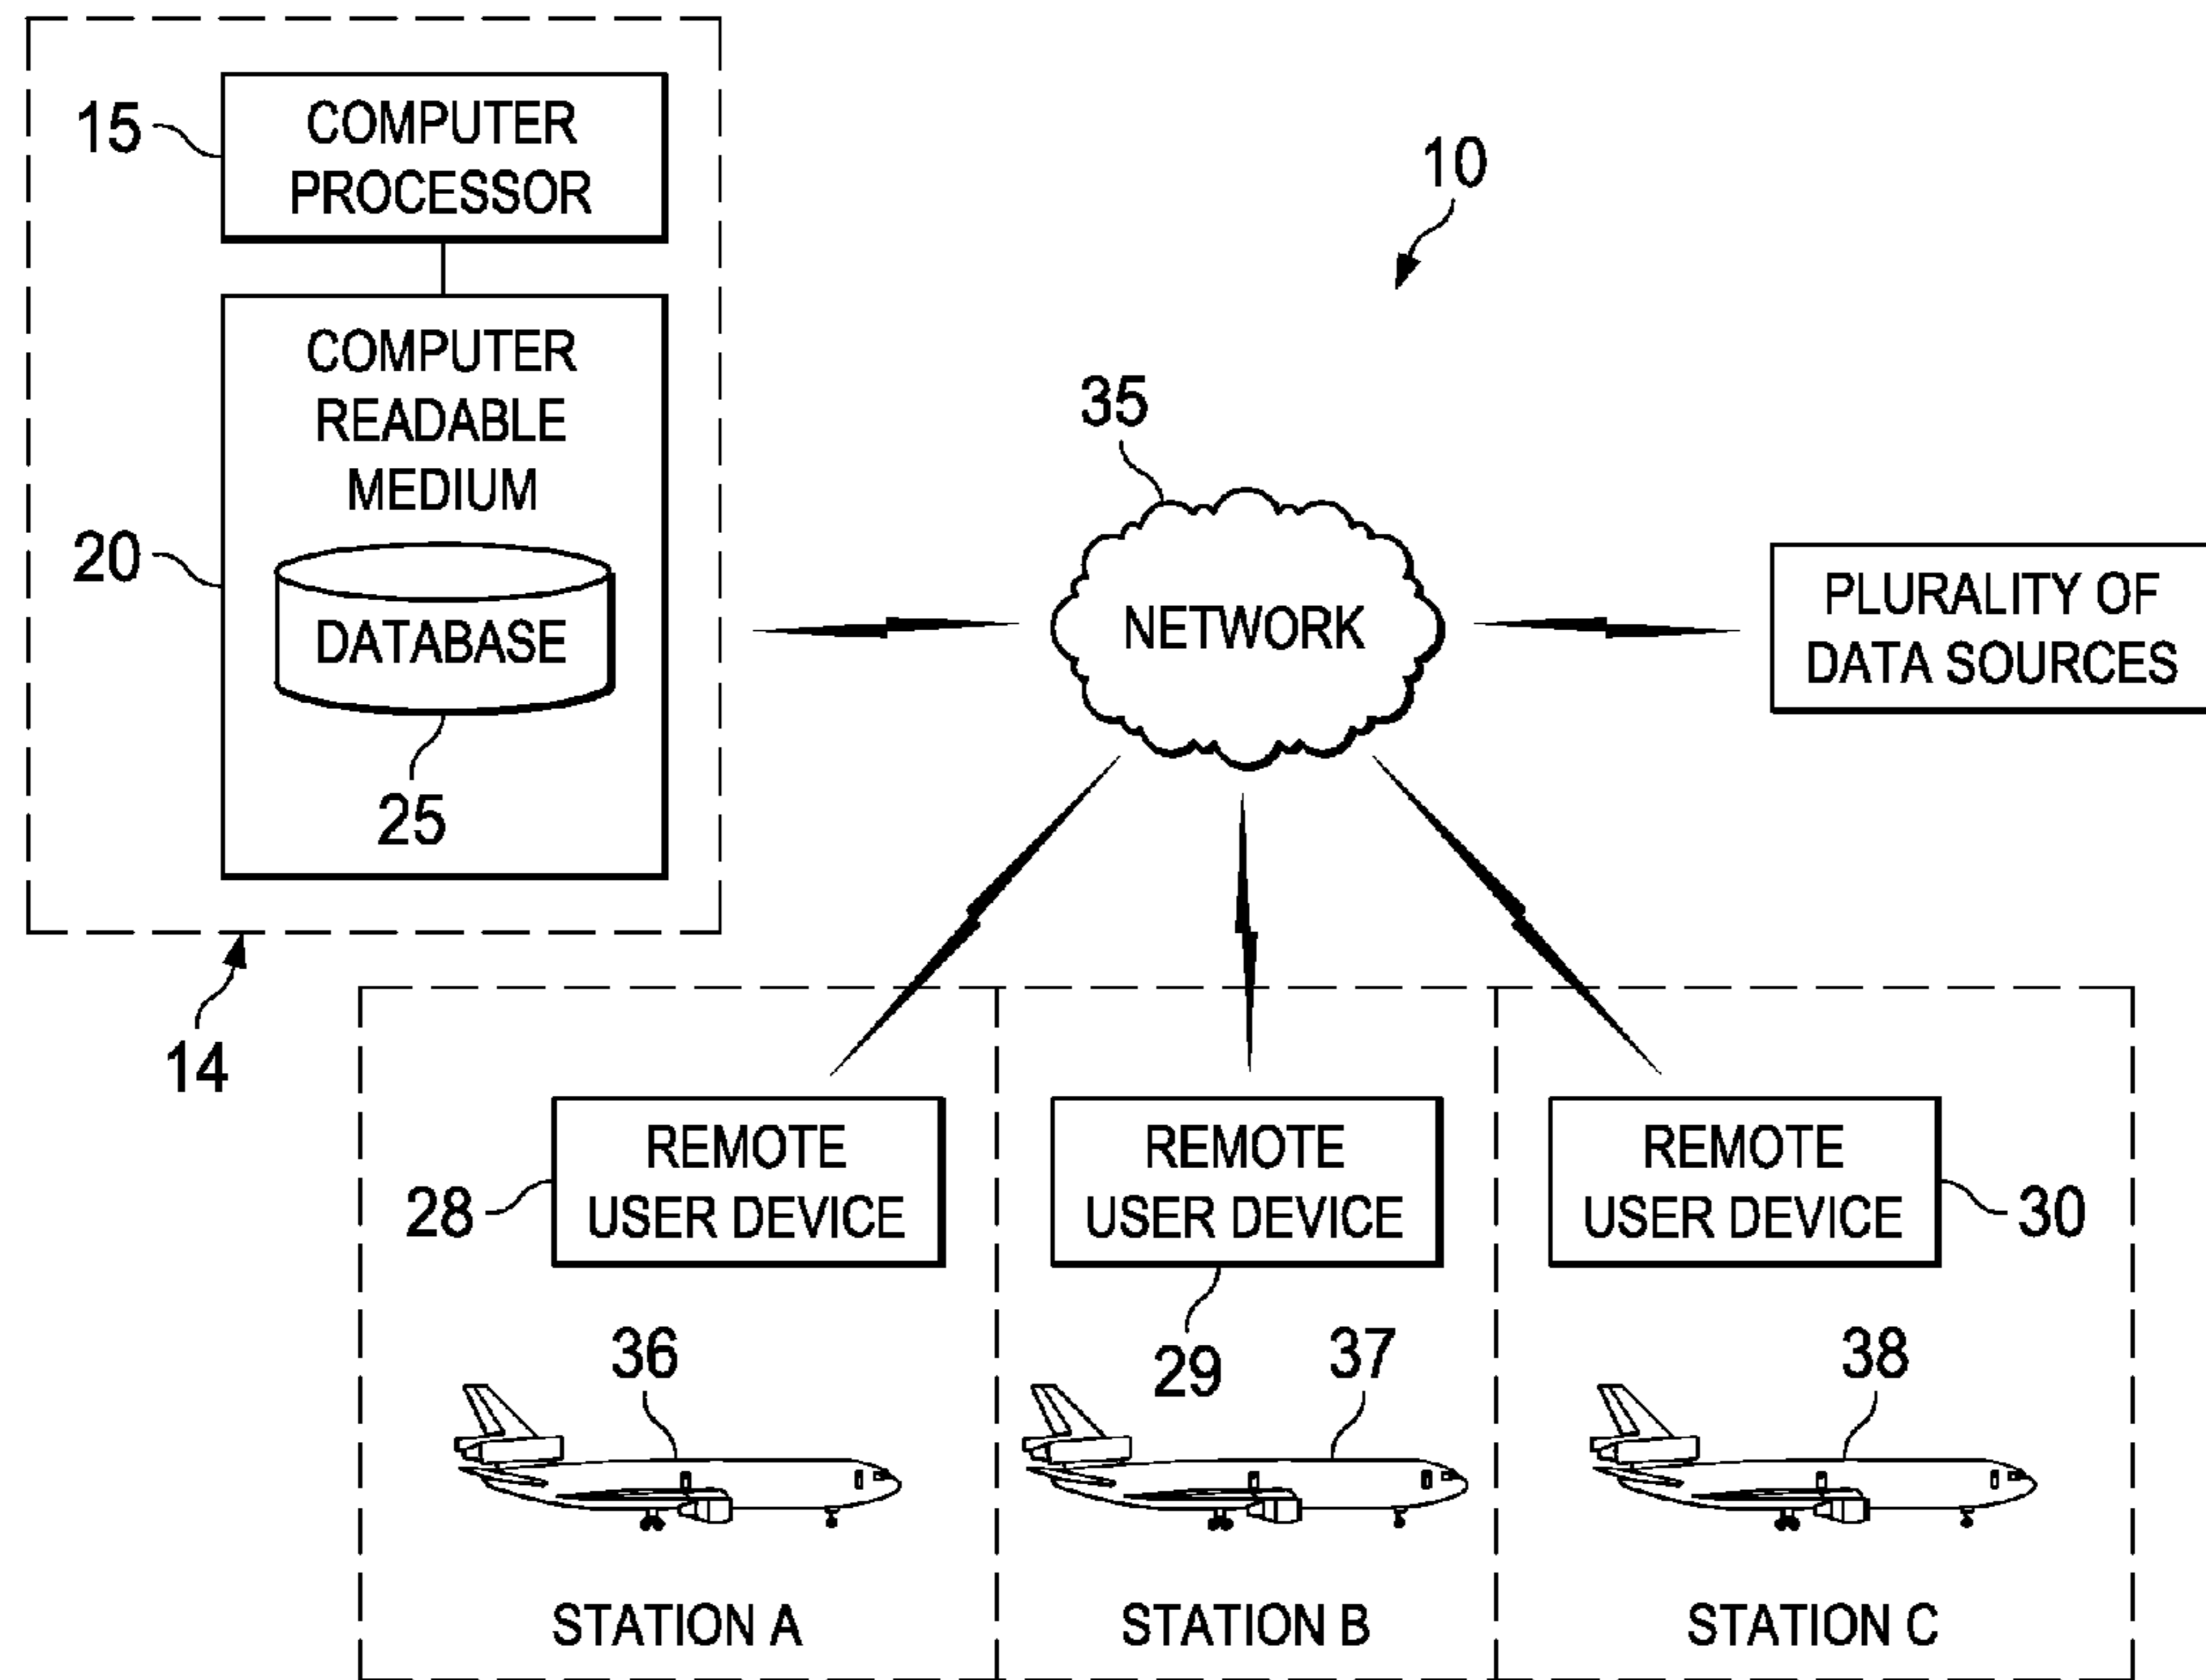 15
COMPUTER
PROCESSOR
10
COMPUTER
READABLE
MEDIUM
20
DATABASE
25
14
35
NETWORK
PLURALITY OF
DATA SOURCES
REMOTE
USER DEVICE
28
REMOTE
USER DEVICE
29
REMOTE
USER DEVICE
30
36
37
38
STATION A
STATION B
STATION C